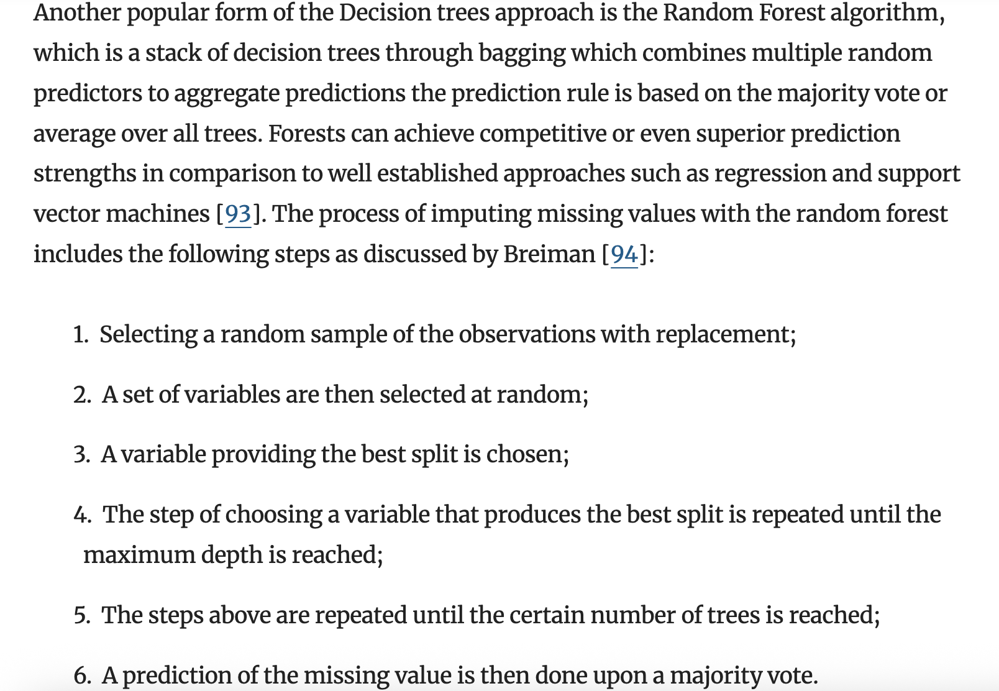 Another popular form of the Decision trees approach is the Random Forest algorithm,
which is a stack of decision trees through bagging which combines multiple random
predictors to aggregate predictions the prediction rule is based on the majority vote or
average over all trees. Forests can achieve competitive or even superior prediction
strengths in comparison to well established approaches such as regression and support
vector machines [93]. The process of imputing missing values with the random forest
includes the following steps as discussed by Breiman [94]:
1. Selecting a random sample of the observations with replacement;
2. A set of variables are then selected at random;
3. A variable providing the best split is chosen;
4. The step of choosing a variable that produces the best split is repeated until the
maximum depth is reached;
5. The steps above are repeated until the certain number of trees is reached;
6. A prediction of the missing value is then done upon a majority vote.